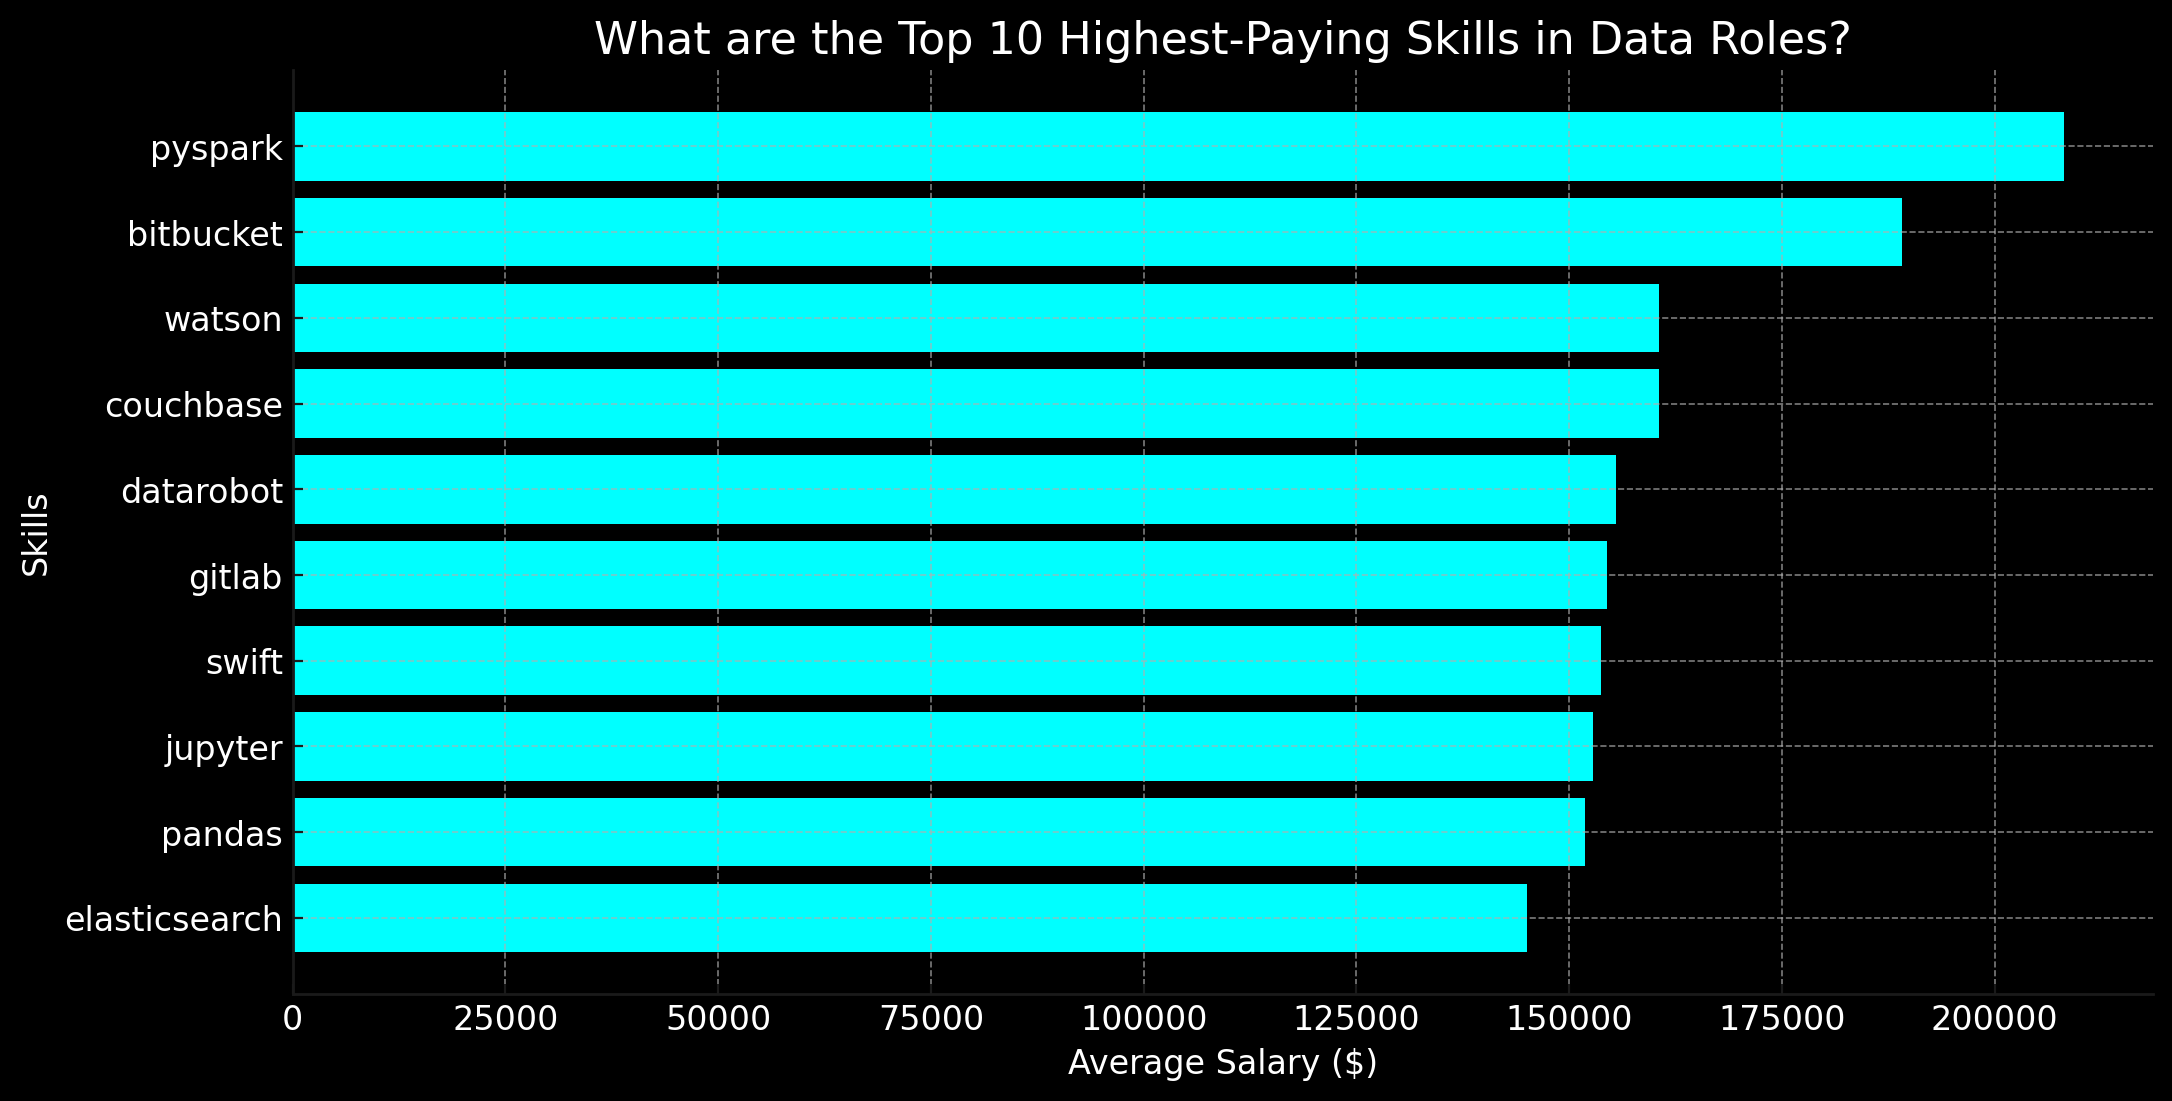 What are the Top 10 Highest-Paying Skills in Data Roles?
pyspark
bitbucket
watson
couchbase
datarobot
gitlab
swift
jupyter
pandas
elasticsearch
Skills
0 25000 50000 75000 100000 125000 150000 175000 200000
Average Salary ($)